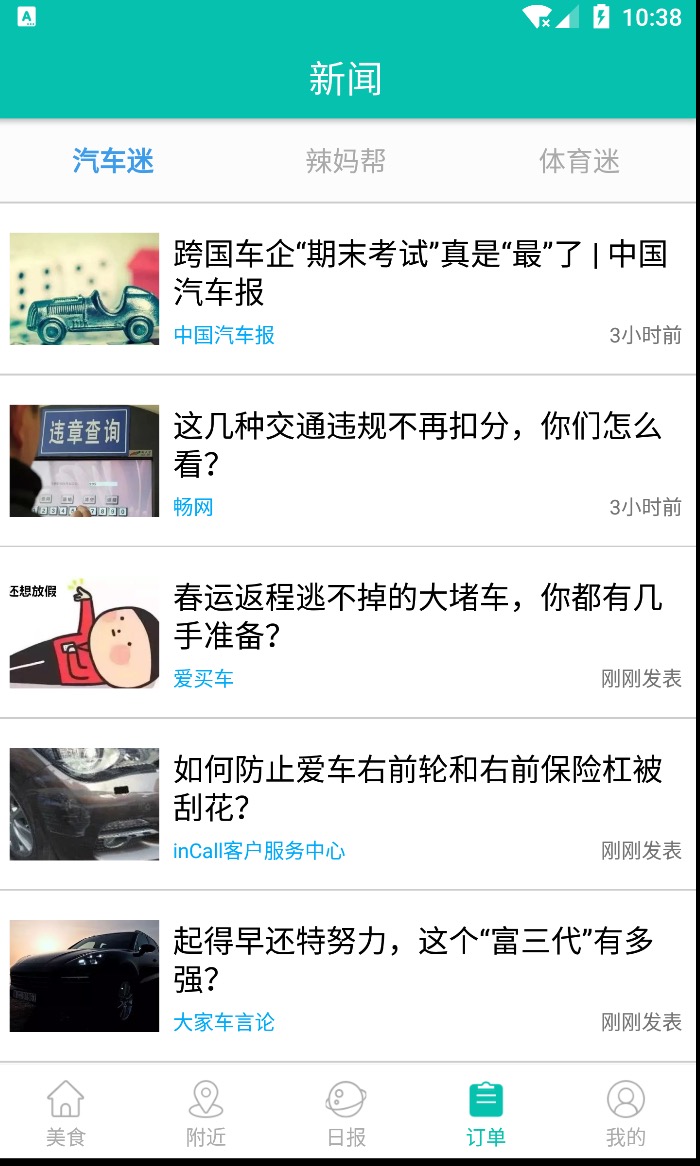 A
10:38
新闻
汽车迷
辣妈帮
体育迷
跨国车企“期末考试”真是“最”了 | 中国
汽车报
中国汽车报
3小时前
违章查询
这几种交通违规不再扣分，你们怎么
看？
畅网
3小时前
不想放假
春运返程逃不掉的大堵车，你都有几
手准备？
爱买车
刚刚发表
如何防止爱车右前轮和右前保险杠被
刮花？
inCall客户服务中心
刚刚发表
起得早还特努力，这个“富三代”有多
强？
大家车言论
刚刚发表
美食
附近
日报
订单
我的